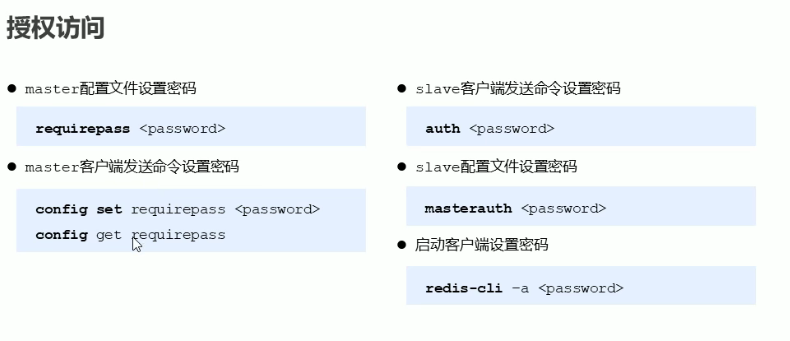 授权访问
● master配置文件设置密码
requirepass <password>
● master客户端发送命令设置密码
config set requirepass <password>
config get requirepass
● slave客户端发送命令设置密码
auth <password>
● slave配置文件设置密码
masterauth <password>
● 启动客户端设置密码
redis-cli –a <password>